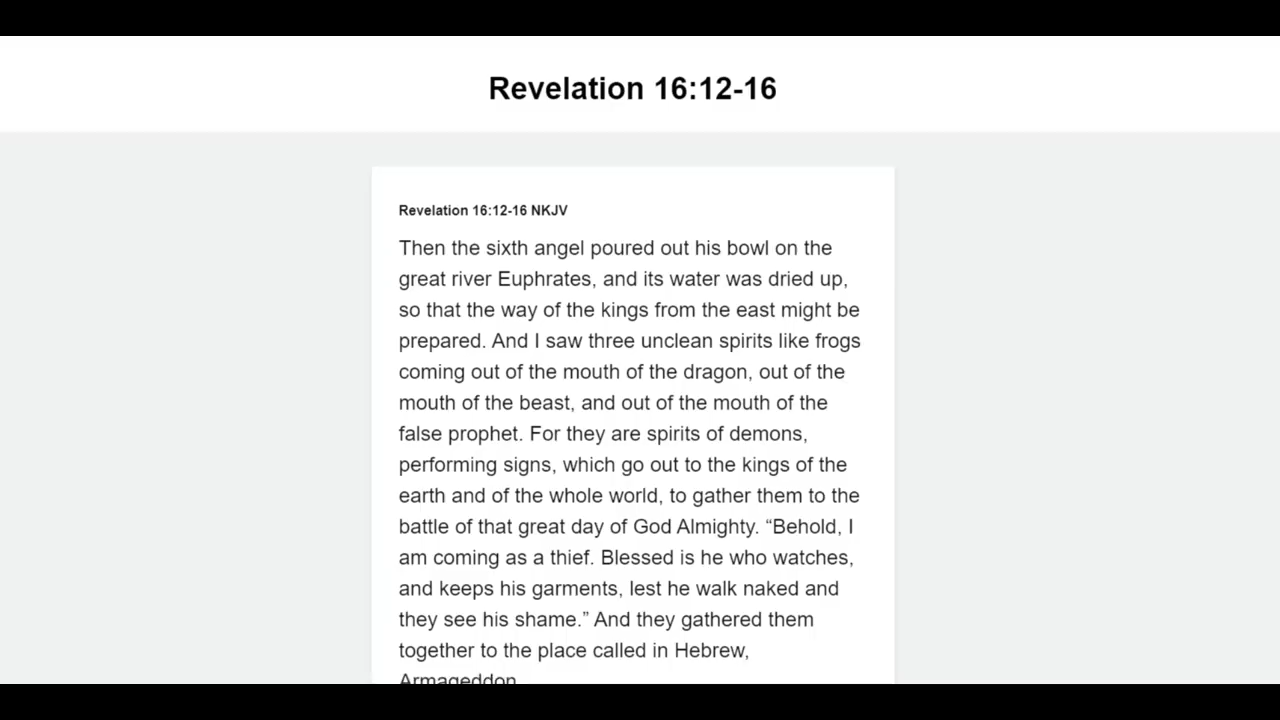 Revelation 16:12-16
Revelation 16:12-16 NKJV
Then the sixth angel poured out his bowl on the
great river Euphrates, and its water was dried up,
so that the way of the kings from the east might be
prepared. And I saw three unclean spirits like frogs
coming out of the mouth of the dragon, out of the
mouth of the beast, and out of the mouth of the
false prophet. For they are spirits of demons,
performing signs, which go out to the kings of the
earth and of the whole world, to gather them to the
battle of that great day of God Almighty. “Behold, I
am coming as a thief. Blessed is he who watches,
and keeps his garments, lest he walk naked and
they see his shame.” And they gathered them
together to the place called in Hebrew,
Armageddon.